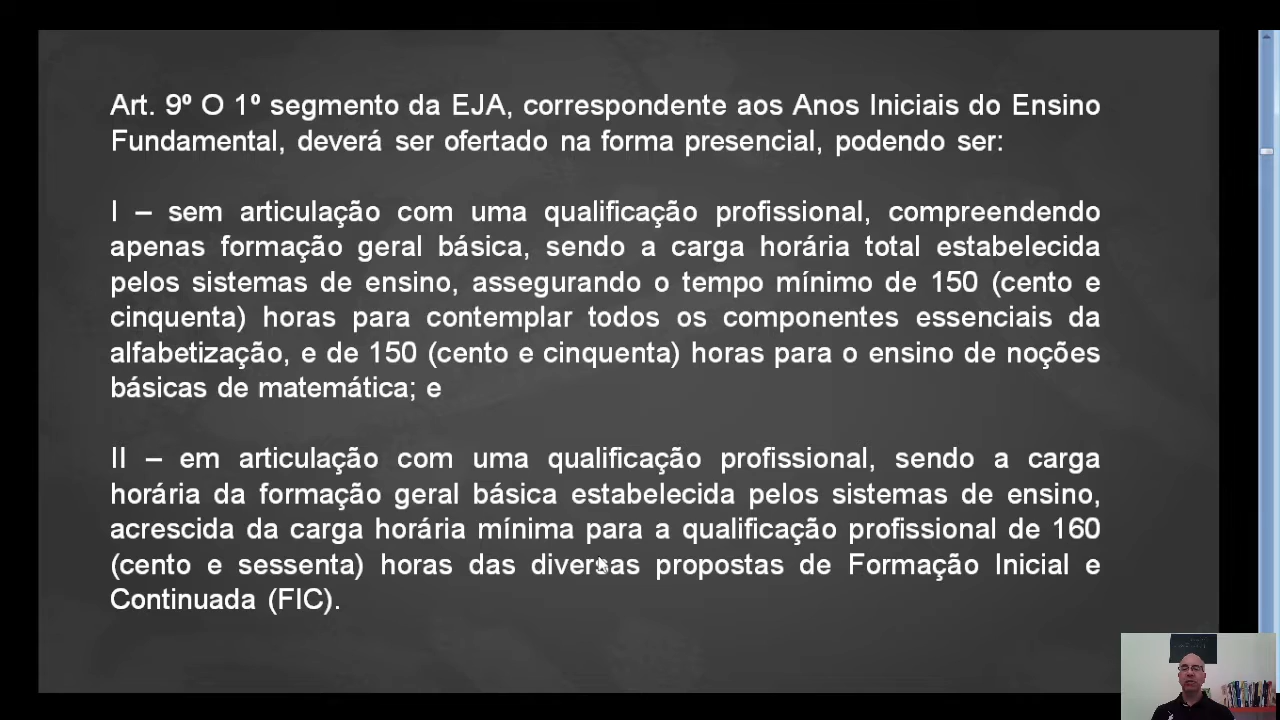 Art. 9º O 1º segmento da EJA, correspondente aos Anos Iniciais do Ensino
Fundamental, deverá ser ofertado na forma presencial, podendo ser:
I – sem articulação com uma qualificação profissional, compreendendo
apenas formação geral básica, sendo a carga horária total estabelecida
pelos sistemas de ensino, assegurando o tempo mínimo de 150 (cento e
cinquenta) horas para contemplar todos os componentes essenciais da
alfabetização, e de 150 (cento e cinquenta) horas para o ensino de noções
básicas de matemática; e
II – em articulação com uma qualificação profissional, sendo a carga
horária da formação geral básica estabelecida pelos sistemas de ensino,
acrescida da carga horária mínima para a qualificação profissional de 160
(cento e sessenta) horas das diversas propostas de Formação Inicial e
Continuada (FIC).